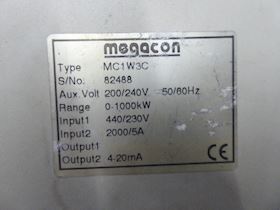 megacon
Type MC1W3C
S/No. 82488
Aux.Volt 200/240V 50/60Hz
Range 0-1000kW
Input1 440/230V
Input2 2000/5A
Output1
Output2 4-20mA
CE